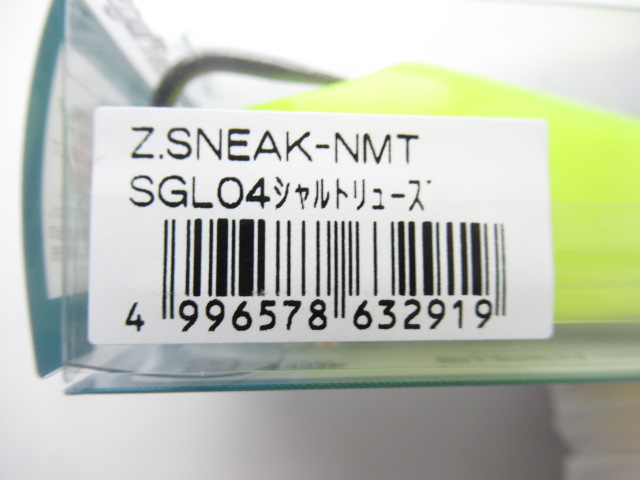 Z.SNEAK-NMT
SGL04ｼｬﾙﾄﾘｭｰｽﾞ
4 996578 632919